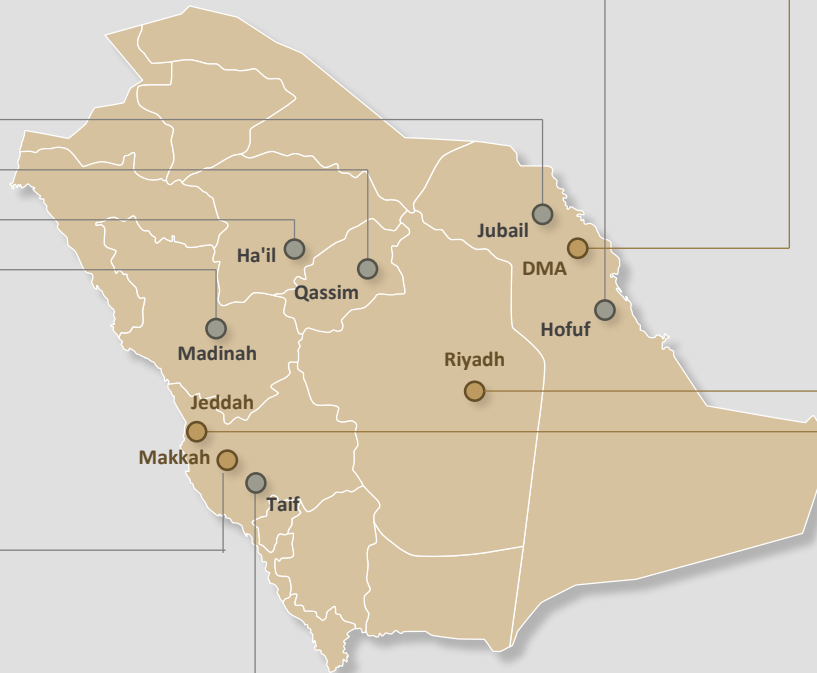 Jubail
Ha'il
DMA
Qassim
Hofuf
Madinah
Riyadh
Jeddah
Makkah
Taif